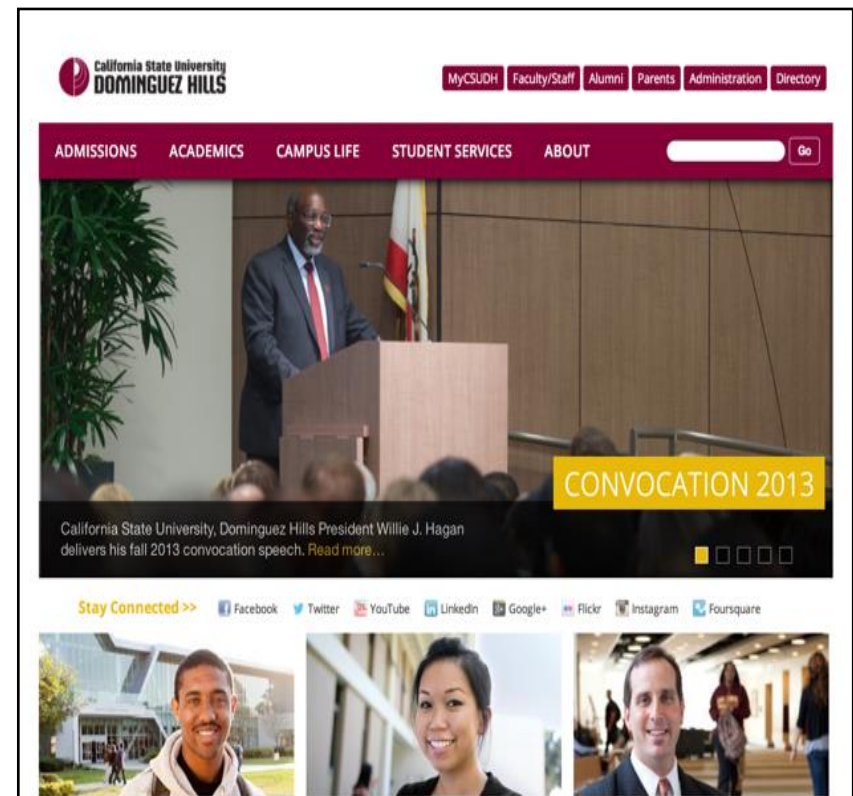 California State University
DOMINGUEZ HILLS
MyCSUDH Faculty/Staff Alumni Parents Administration Directory
ADMISSIONS ACADEMICS CAMPUS LIFE STUDENT SERVICES ABOUT Go
CONVOCATION 2013
California State University, Dominguez Hills President Willie J. Hagan
delivers his fall 2013 convocation speech. Read more...
Stay Connected >> Facebook Twitter YouTube LinkedIn Google+ Flickr Instagram Foursquare